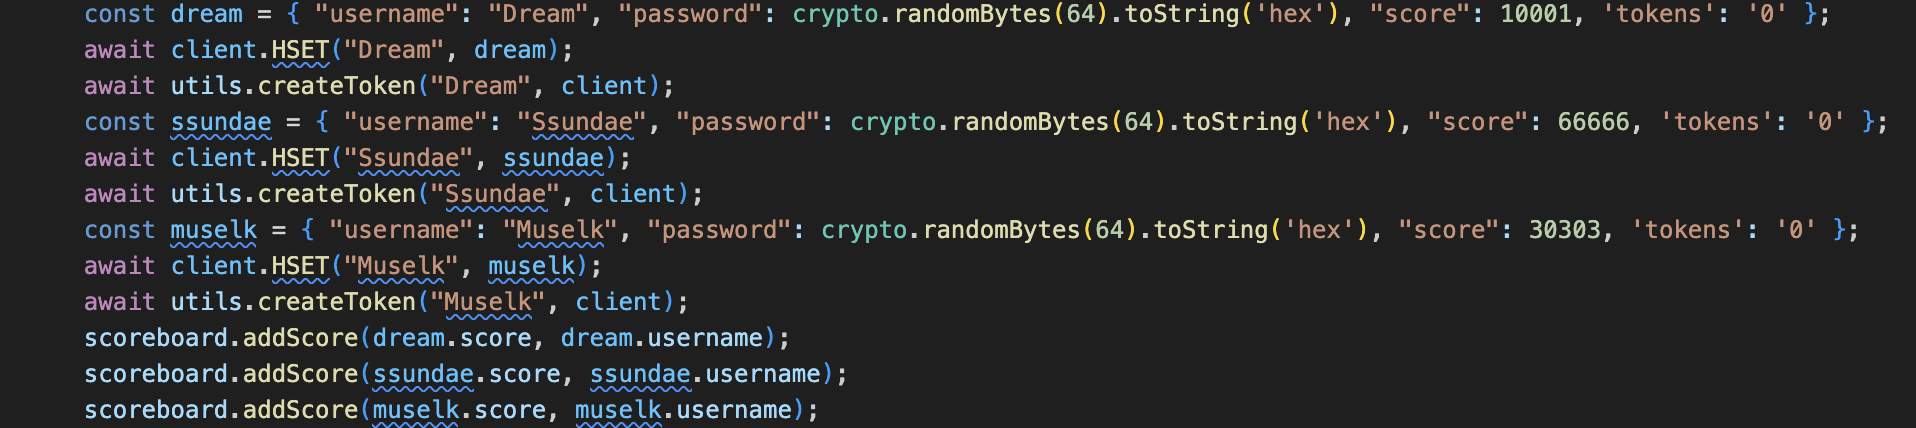 const dream = { "username": "Dream", "password": crypto.randomBytes(64).toString('hex'), "score": 10001, 'tokens': '0' };
await client.HSET("Dream", dream);
await utils.createToken("Dream", client);
const ssundae = { "username": "Ssundae", "password": crypto.randomBytes(64).toString('hex'), "score": 66666, 'tokens': '0' };
await client.HSET("Ssundae", ssundae);
await utils.createToken("Ssundae", client);
const muselk = { "username": "Muselk", "password": crypto.randomBytes(64).toString('hex'), "score": 30303, 'tokens': '0' };
await client.HSET("Muselk", muselk);
await utils.createToken("Muselk", client);
scoreboard.addScore(dream.score, dream.username);
scoreboard.addScore(ssundae.score, ssundae.username);
scoreboard.addScore(muselk.score, muselk.username);